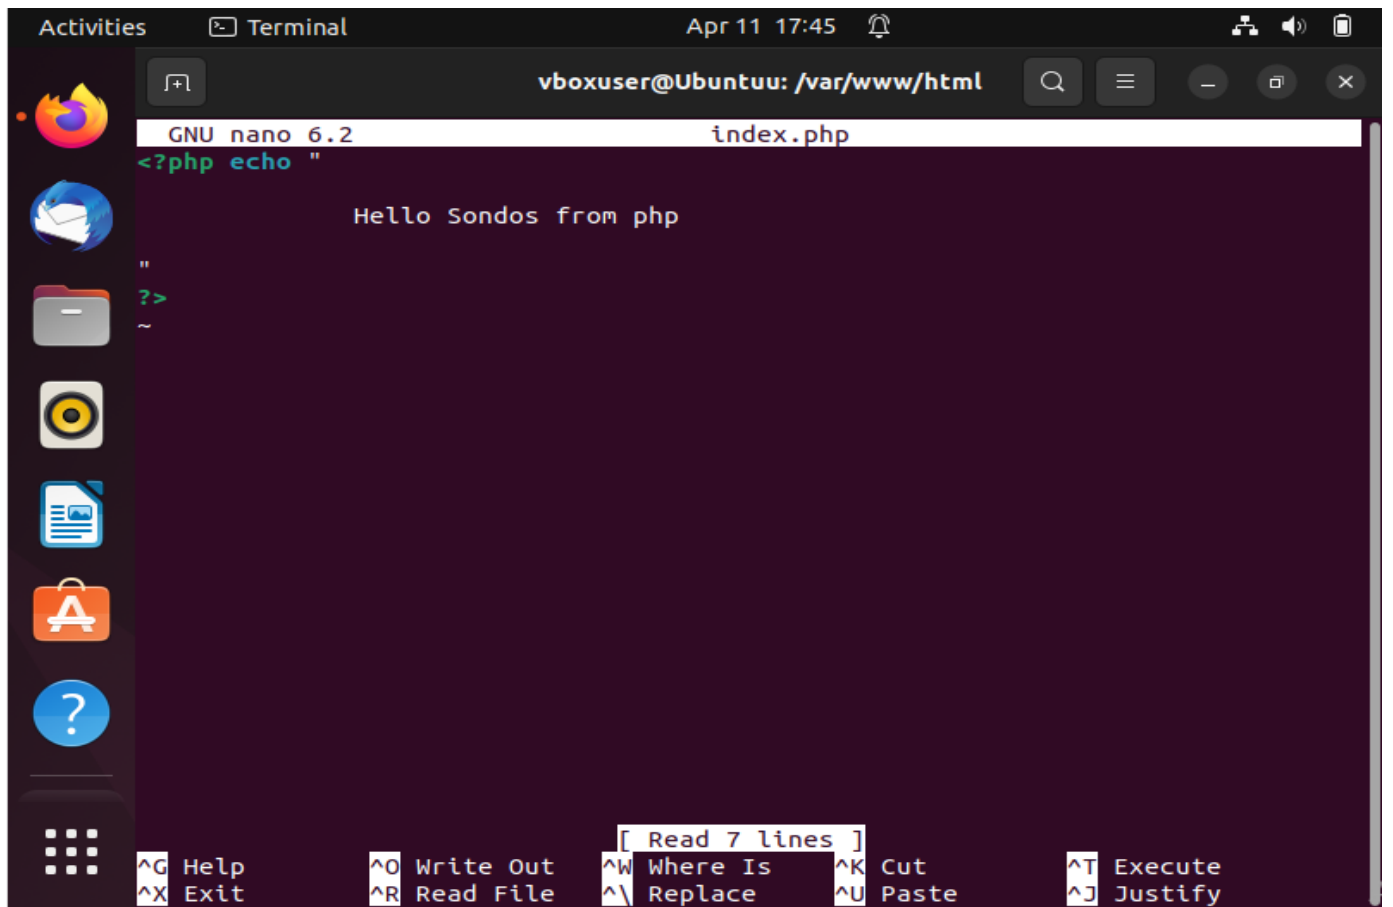 Activities Terminal Apr 11 17:45
vboxuser@Ubuntuu: /var/www/html
GNU nano 6.2 index.php
<?php echo "
Hello Sondos from php
"
?>
~
[ Read 7 lines ]
^G Help ^O Write Out ^W Where Is ^K Cut ^T Execute
^X Exit ^R Read File ^\ Replace ^U Paste ^J Justify